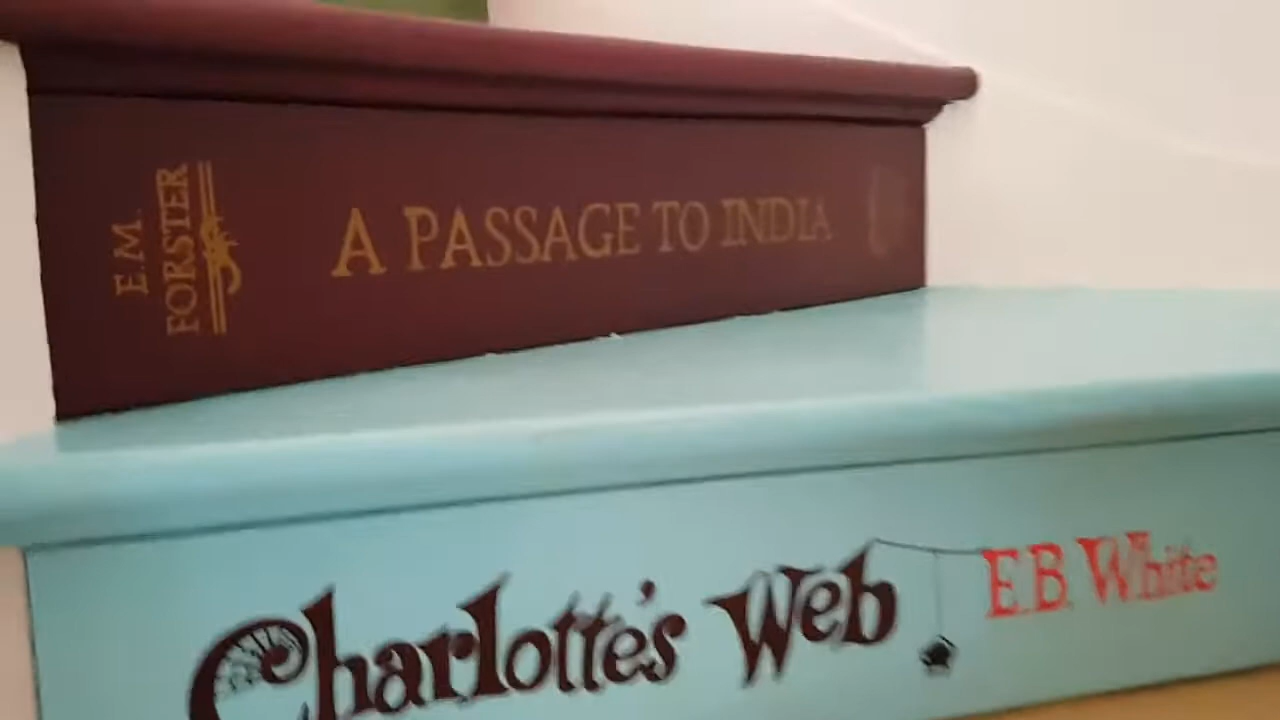 E.M.
FORSTER
A PASSAGE TO INDIA
Charlotte's Web
E.B. White